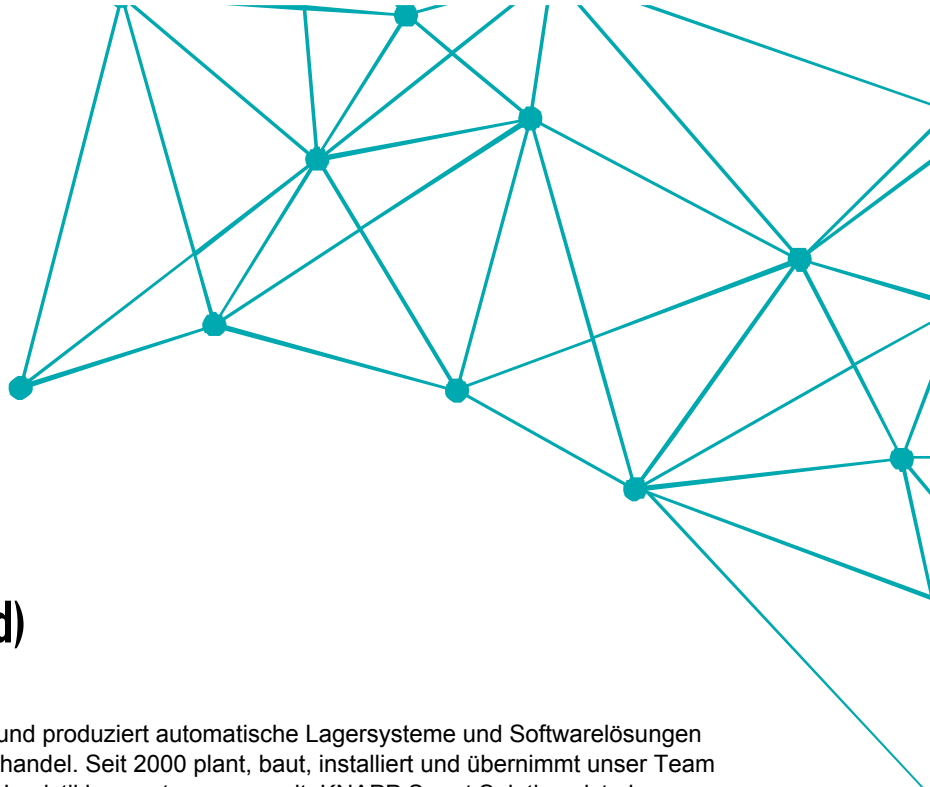 d)
und produziert automatische Lagersysteme und Softwarelösungen
handel. Seit 2000 plant, baut, installiert und übernimmt unser Team